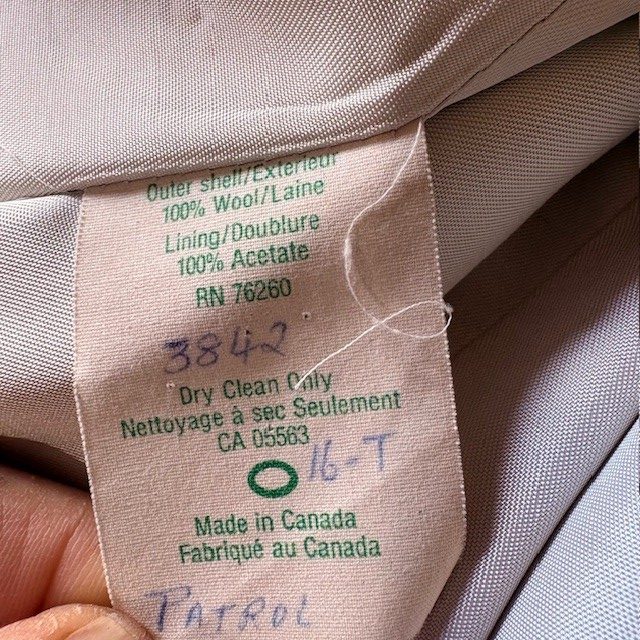 Outer shell/Extérieur
100% Wool/Laine
Lining/Doublure
100% Acetate
RN 76260
3842
Dry Clean Only
Nettoyage à sec Seulement
CA 05563
16-T
Made in Canada
Fabriqué au Canada
PATROL